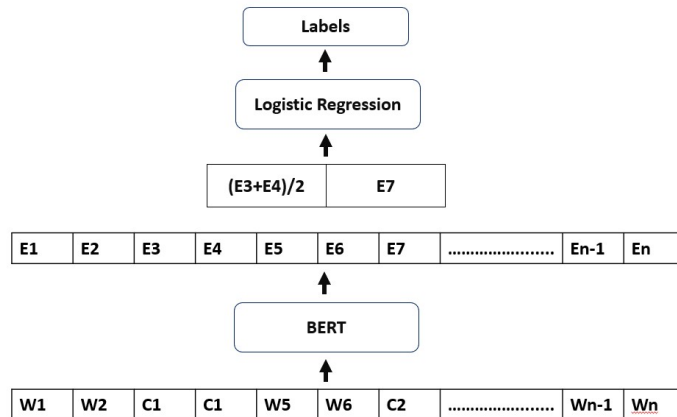 Labels
Logistic Regression
(E3+E4)/2 E7
E1 E2 E3 E4 E5 E6 E7 ........................ En-1 En
BERT
W1 W2 C1 C1 W5 W6 C2 ........................ Wn-1 Wn